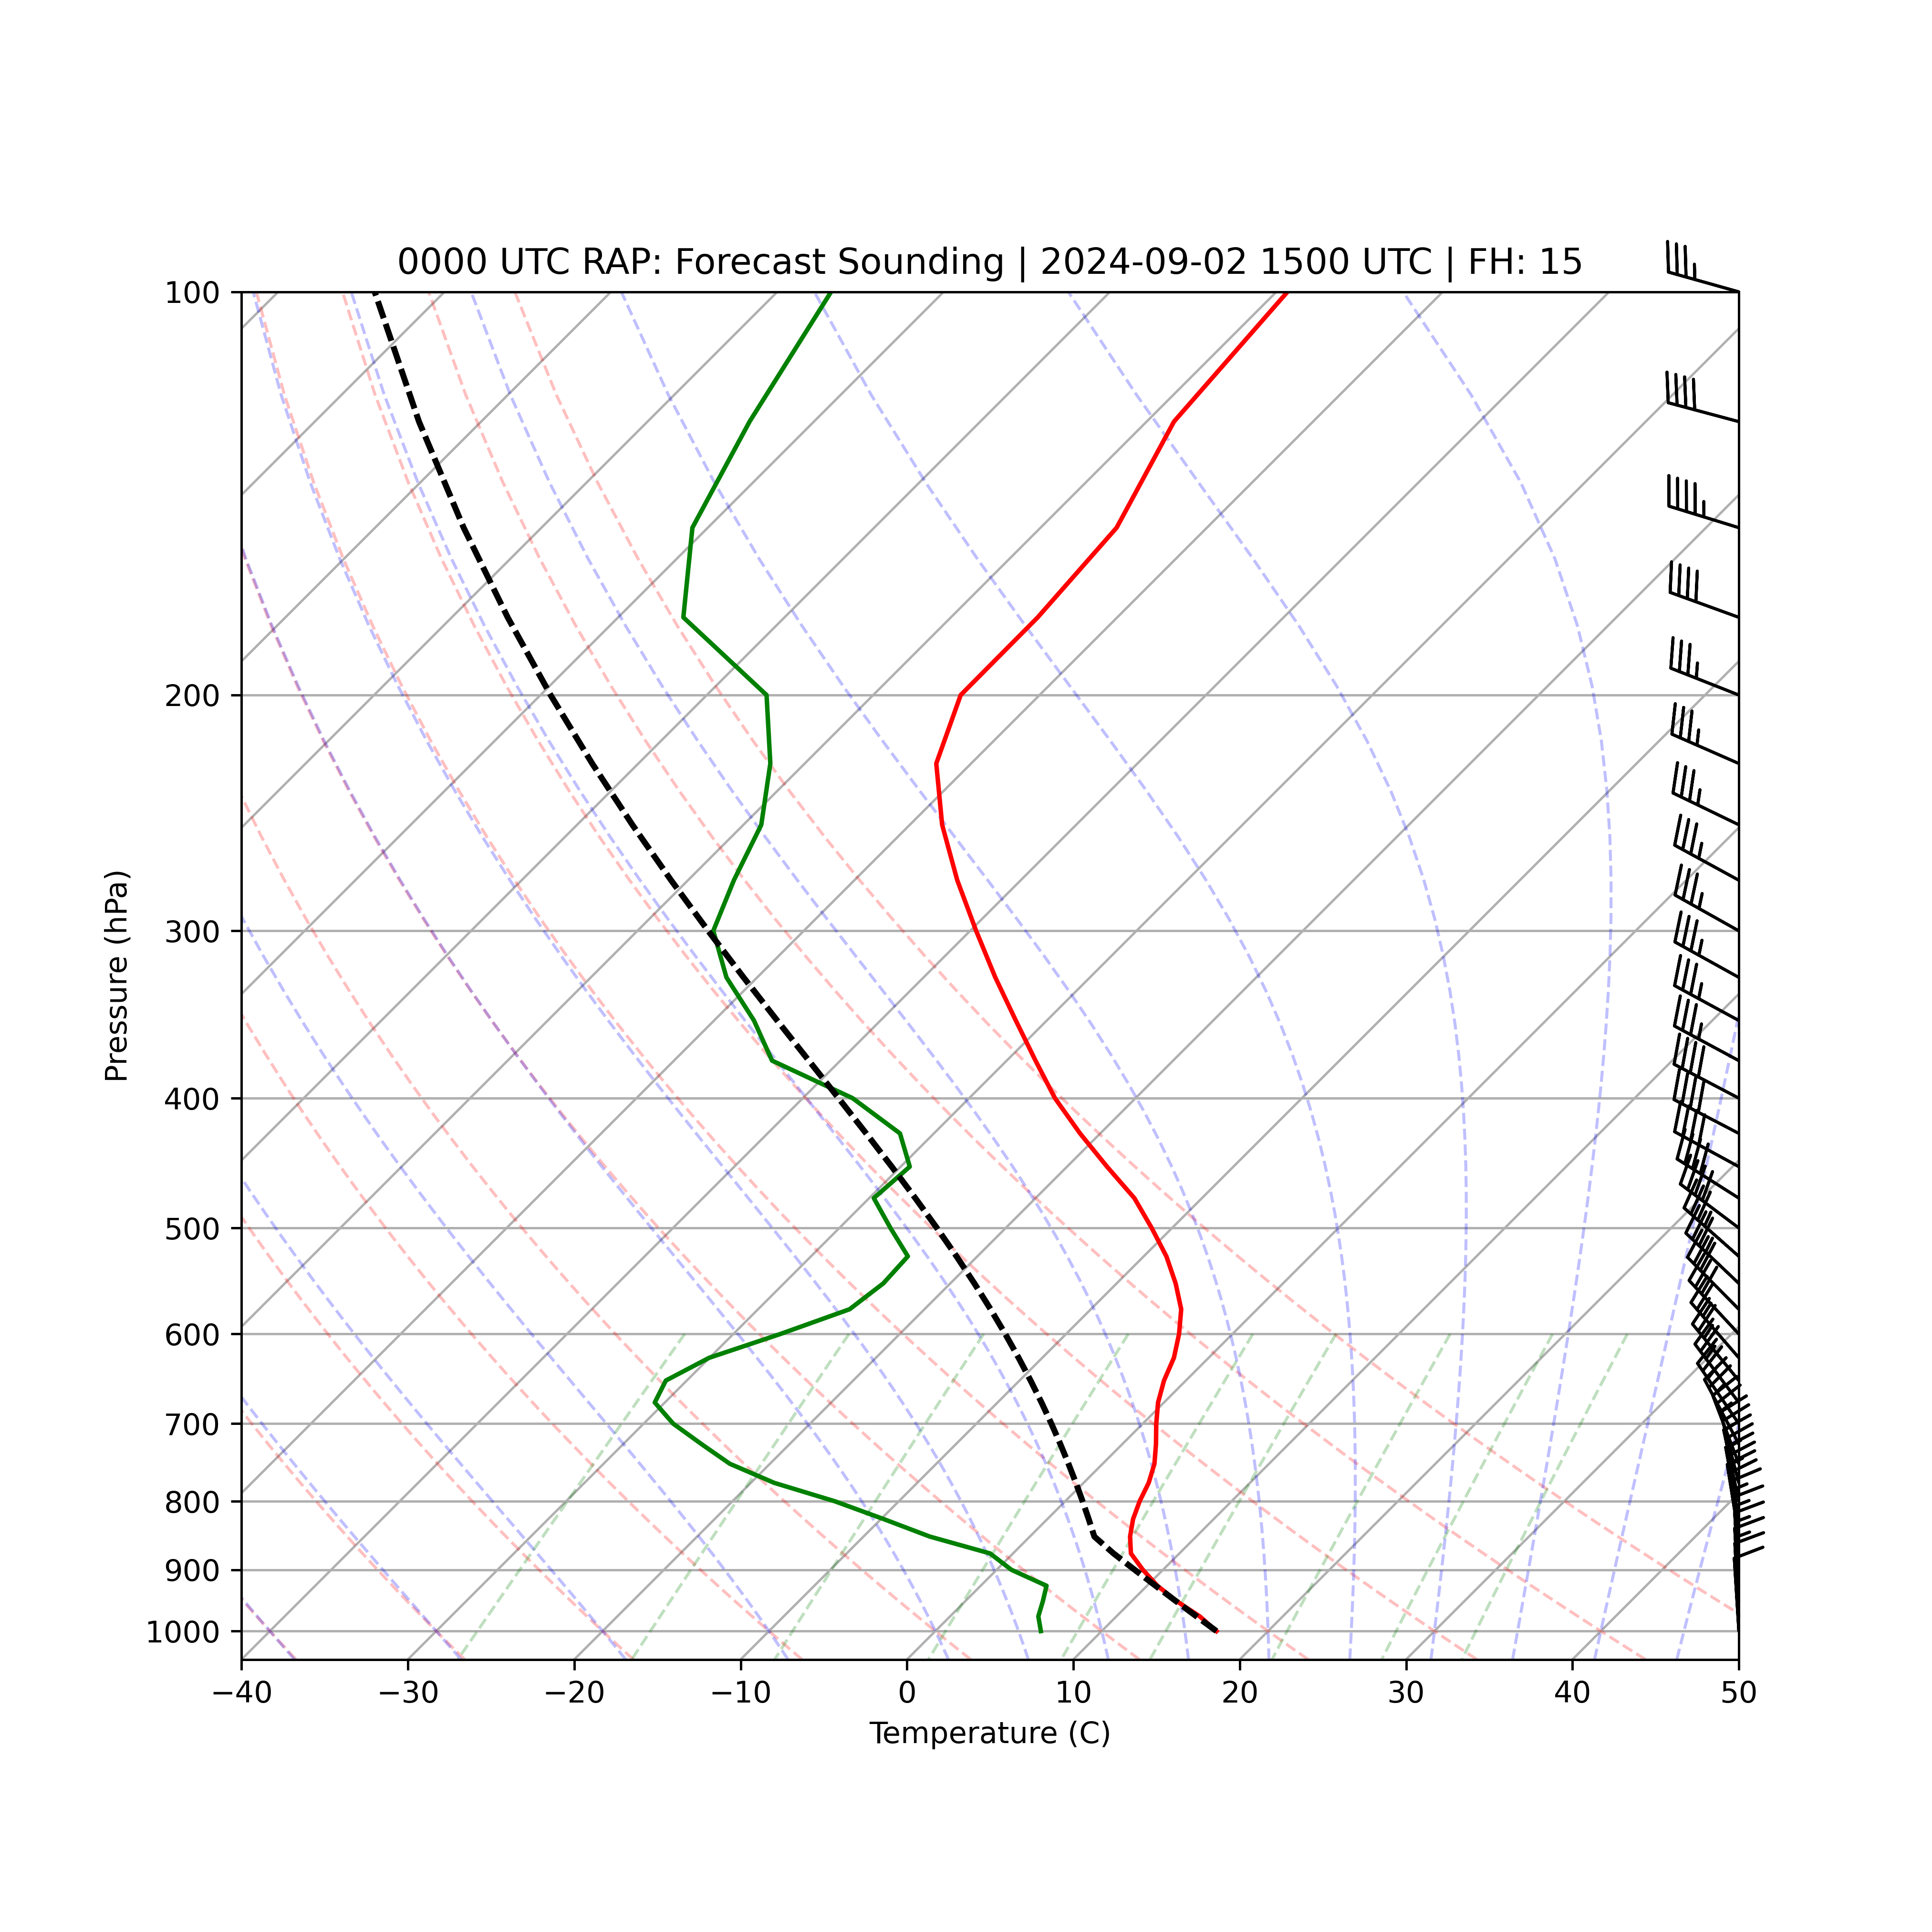 0000 UTC RAP: Forecast Sounding | 2024-09-02 1500 UTC | FH: 15
100
200
300
400
500
600
700
800
900
1000
Pressure (hPa)
−40 −30 −20 −10 0 10 20 30 40 50
Temperature (C)